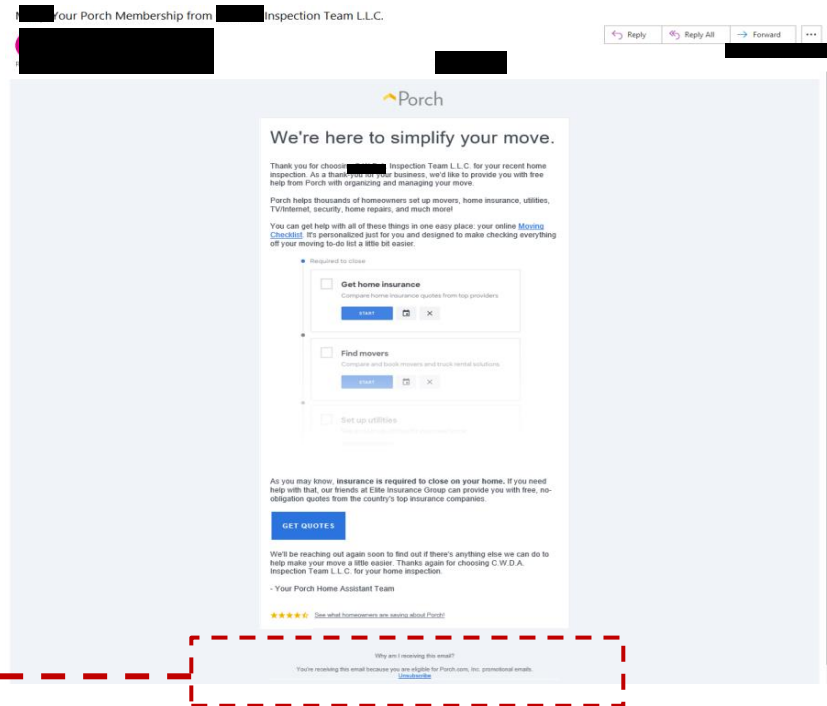 Your Porch Membership from Inspection Team L.L.C.
Reply
Reply All
Forward
Porch
We're here to simplify your move.
Thank you for Inspection Team L.L.C. for your recent home
inspection. As a thank-you for your business, we'd like to provide you with free
help from Porch with organizing and managing your move.
Porch helps thousands of homeowners set up movers, home insurance, utilities,
TV/Internet, security, home repairs, and much more!
You can get help with all of these things in one easy place: your online Moving
Checklist. It's personalized just for you and designed to make checking everything
off your moving to-do list a little bit easier.
Required to close
Get home insurance
Compare home insurance quotes from top providers
START
Find movers
Compare and book movers and truck rental solutions
START
Set up utilities
As you may know, insurance is required to close on your home. If you need
help with that, our friends at Elite Insurance Group can provide you with free, no-
obligation quotes from the country's top insurance companies.
GET QUOTES
We'll be reaching out again soon to find out if there's anything else we can do to
help make your move a little easier. Thanks again for choosing C.W.D.A.
Inspection Team L.L.C. for your home inspection.
- Your Porch Home Assistant Team
See what homeowners are saying about Porch!
Why am I receiving this email?
You're receiving this email because you are eligible for Porch.com, Inc. promotional emails.
Unsubscribe